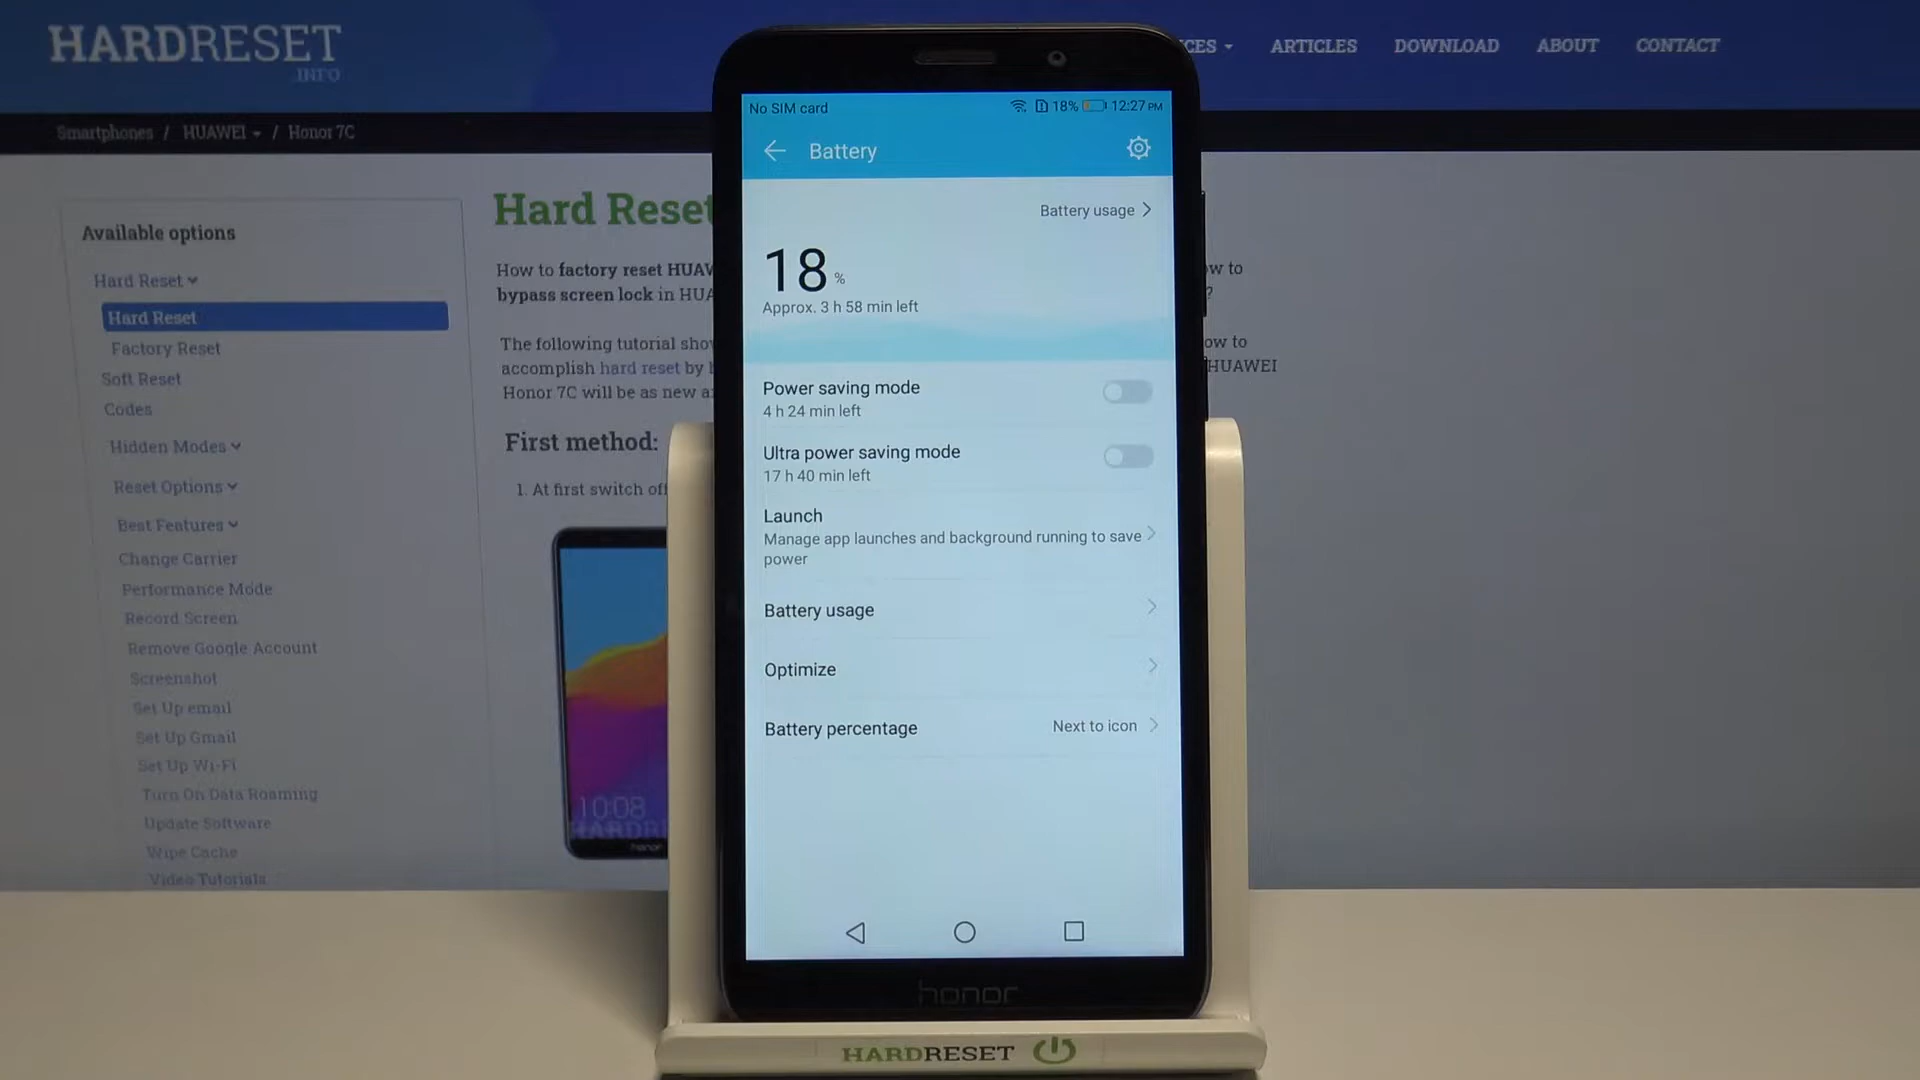 HARDRESET
INFO
CES
ARTICLES
DOWNLOAD
ABOUT
CONTACT
Smartphones / HUAWEI / Honor 7C
Available options
Hard Reset
Hard Reset
Factory Reset
Soft Reset
Codes
Hidden Modes
Reset Options
Best Features
Change Carrier
Performance Mode
Record Screen
Remove Google Account
Screenshot
Set Up email
Set Up Gmail
Set Up Wi-Fi
Turn On Data Roaming
Update Software
Wipe Cache
Video Tutorials
Hard Reset
How to factory reset HUAW
bypass screen lock in HUA
The following tutorial show
accomplish hard reset by
Honor 7C will be as new a
First method:
1. At first switch off
10:08
HARDR
honor
ow to
?
ow to
HUAWEI
No SIM card
18% 12:27 PM
Battery
Battery usage
18 %
Approx. 3 h 58 min left
Power saving mode
4 h 24 min left
Ultra power saving mode
17 h 40 min left
Launch
Manage app launches and background running to save
power
Battery usage
Optimize
Battery percentage Next to icon
honor
HARDRESET